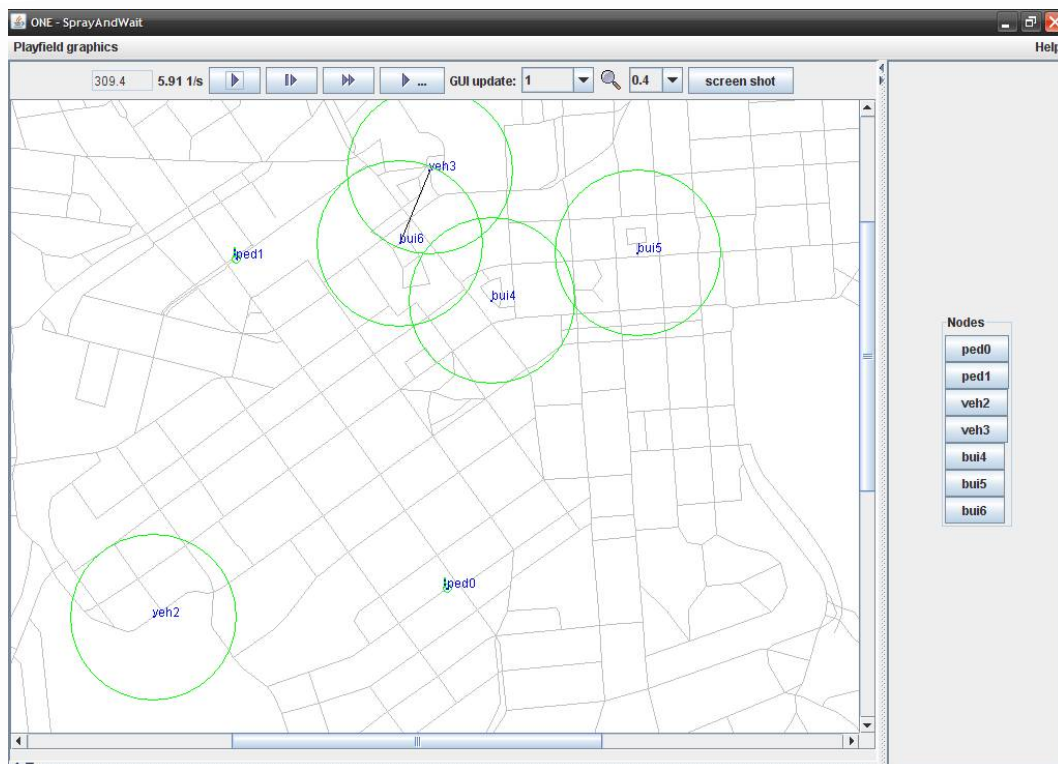 ONE - SprayAndWait
Playfield graphics
Help
309.4 5.91 1/s ... GUI update: 1 0.4 screen shot
veh3
bui6
ped1
bui5
bui4
ped0
veh2
Nodes
ped0
ped1
veh2
veh3
bui4
bui5
bui6